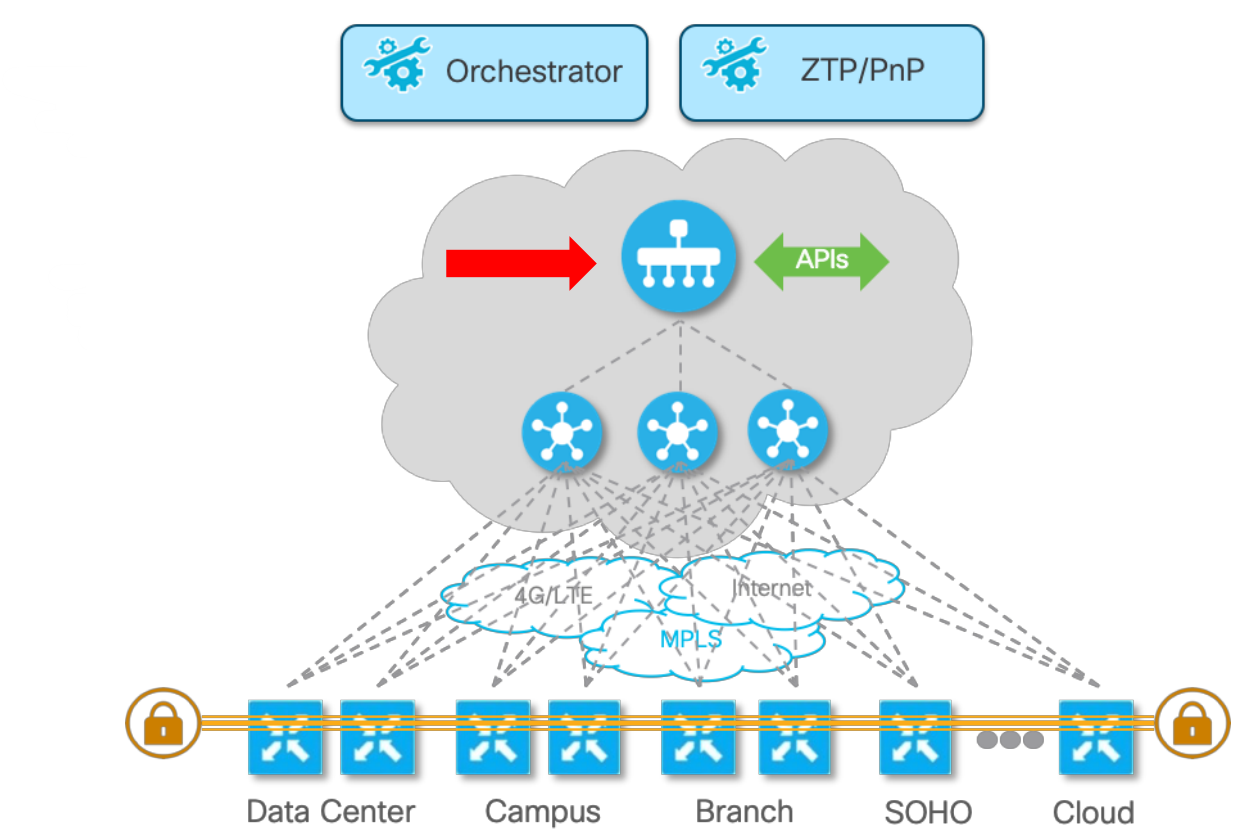 Orchestrator
ZTP/PnP
APIs
4G/LTE
Internet
MPLS
Data Center
Campus
Branch
SOHO
Cloud